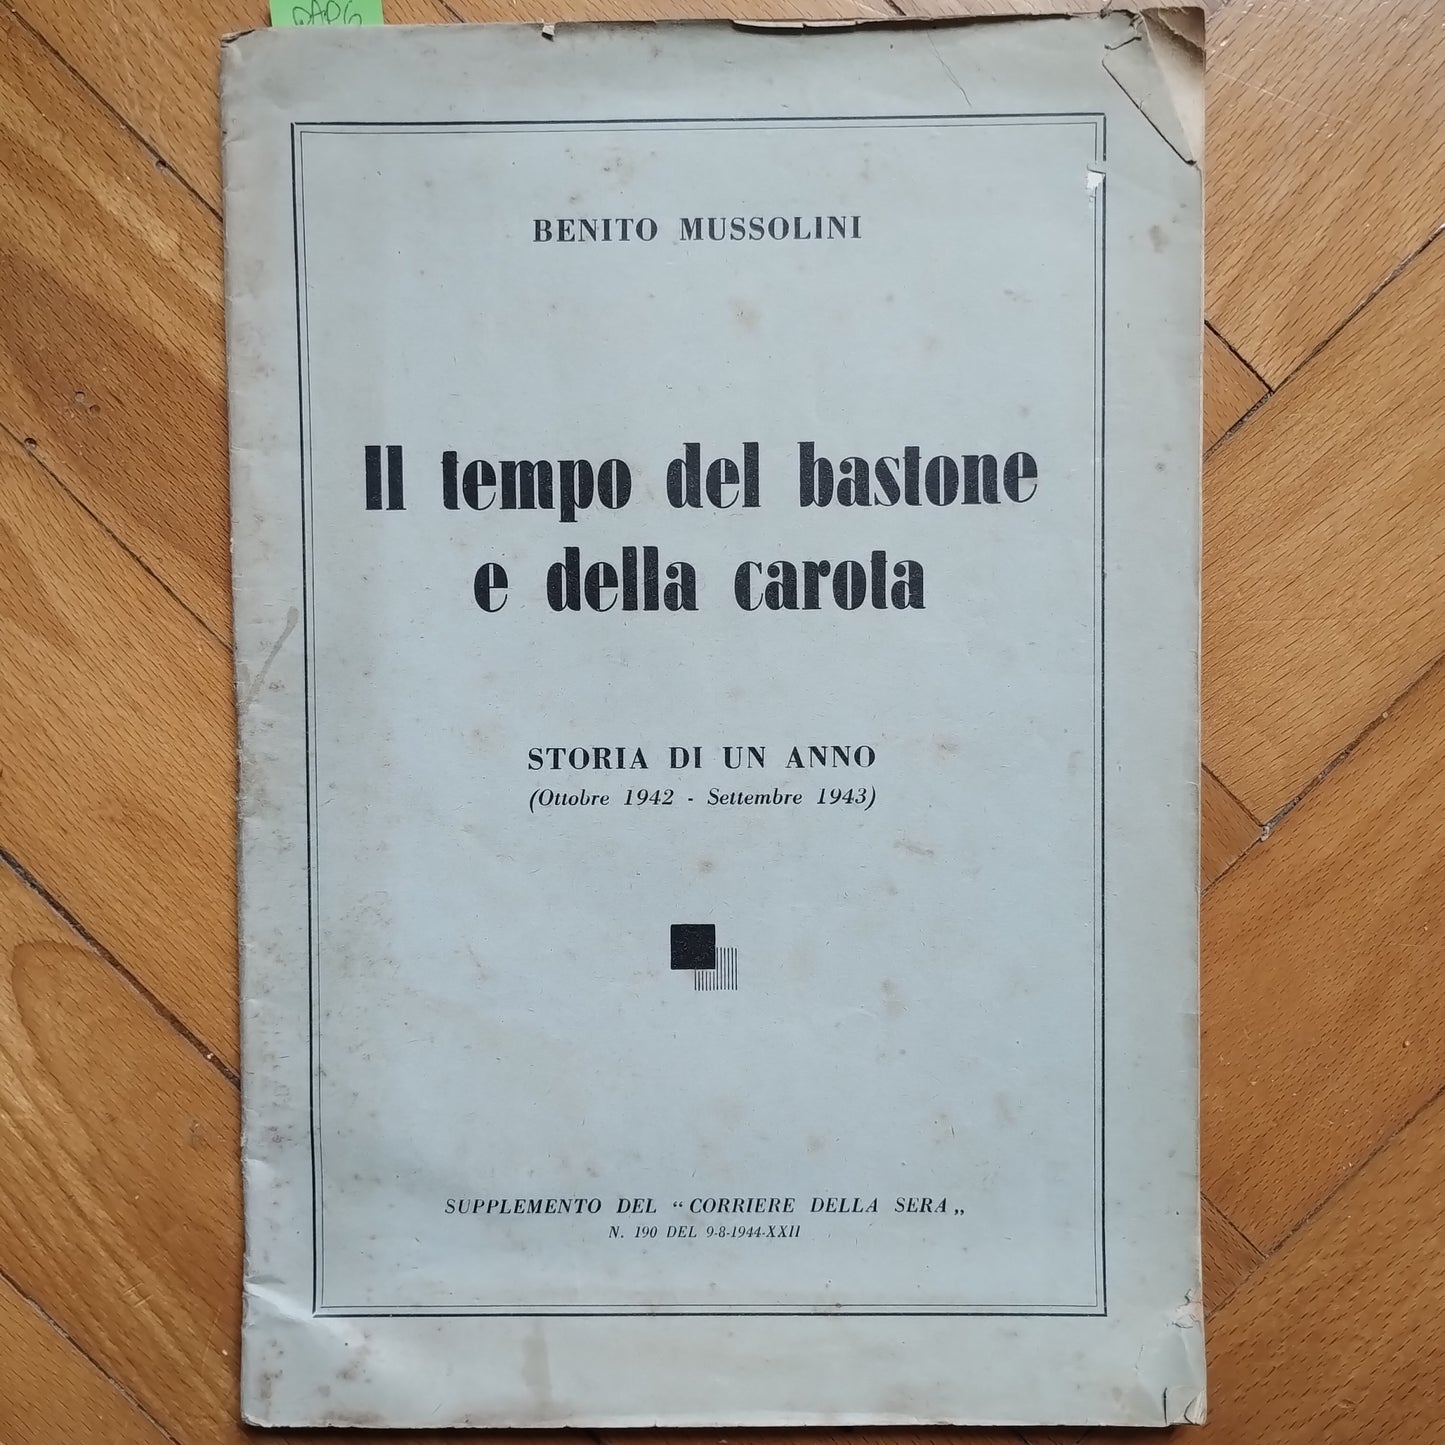 BENITO MUSSOLINI
Il tempo del bastone
e della carota
STORIA DI UN ANNO
(Ottobre 1942 - Settembre 1943)
SUPPLEMENTO DEL “ CORRIERE DELLA SERA „
N. 190 DEL 9-8-1944-XXII